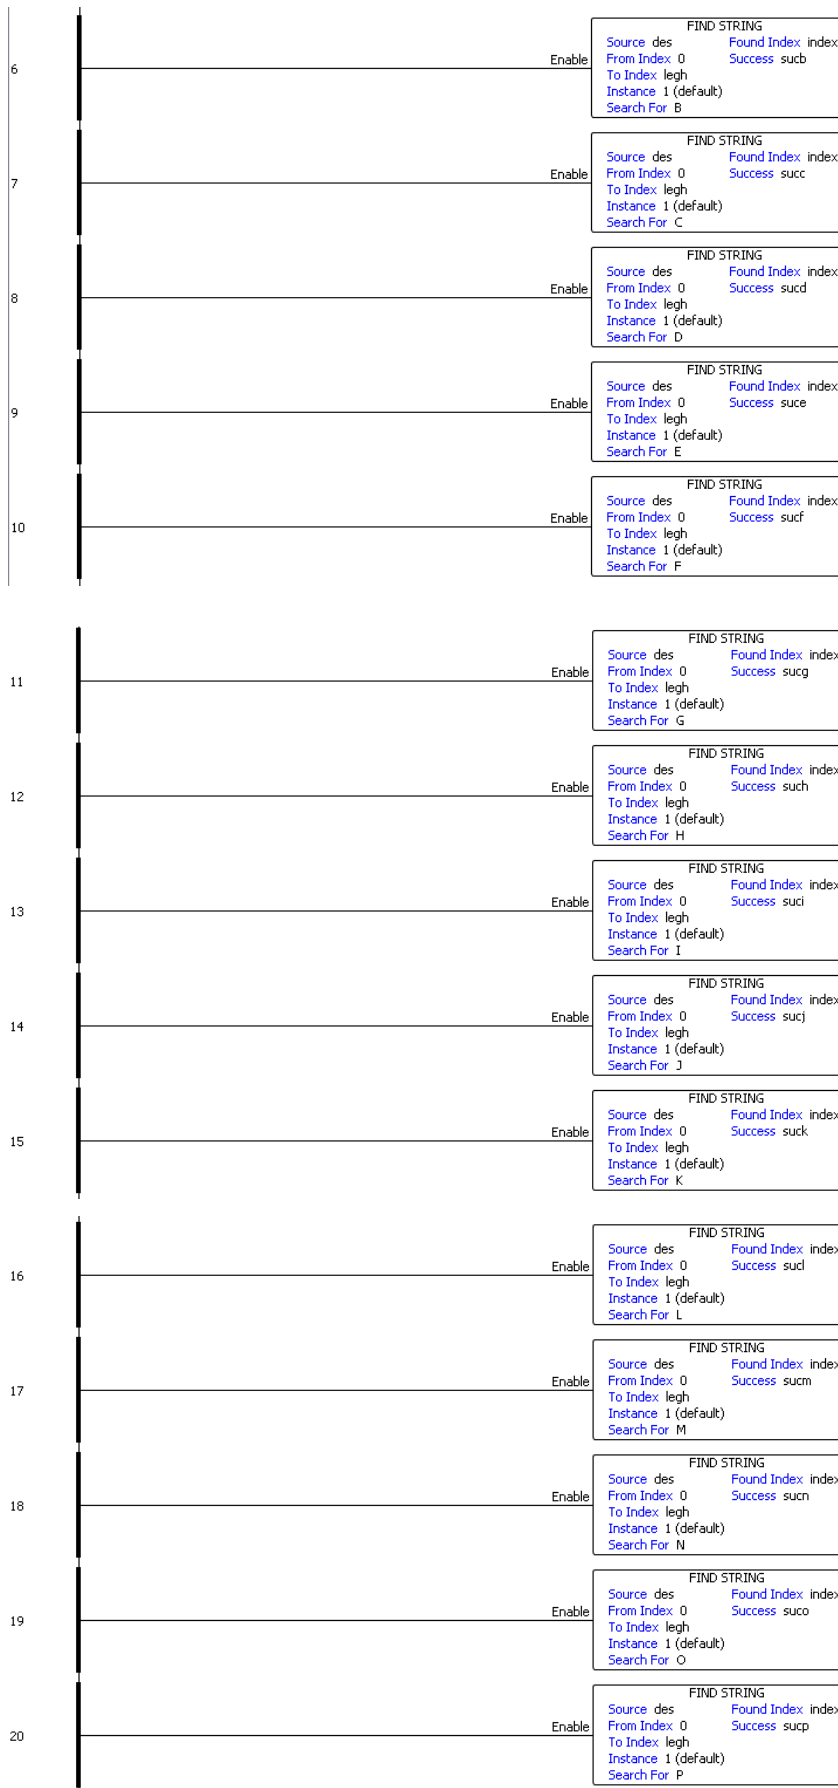 FIND STRING
Source des Found Index index
6 Enable From Index 0 Success sucb
To Index legh
Instance 1 (default)
Search For B
FIND STRING
Source des Found Index index
7 Enable From Index 0 Success succ
To Index legh
Instance 1 (default)
Search For C
FIND STRING
Source des Found Index index
8 Enable From Index 0 Success sucd
To Index legh
Instance 1 (default)
Search For D
FIND STRING
Source des Found Index index
9 Enable From Index 0 Success suce
To Index legh
Instance 1 (default)
Search For E
FIND STRING
Source des Found Index index
10 Enable From Index 0 Success sucf
To Index legh
Instance 1 (default)
Search For F
FIND STRING
Source des Found Index index
11 Enable From Index 0 Success sucg
To Index legh
Instance 1 (default)
Search For G
FIND STRING
Source des Found Index index
12 Enable From Index 0 Success such
To Index legh
Instance 1 (default)
Search For H
FIND STRING
Source des Found Index index
13 Enable From Index 0 Success suci
To Index legh
Instance 1 (default)
Search For I
FIND STRING
Source des Found Index index
14 Enable From Index 0 Success sucj
To Index legh
Instance 1 (default)
Search For J
FIND STRING
Source des Found Index index
15 Enable From Index 0 Success suck
To Index legh
Instance 1 (default)
Search For K
FIND STRING
Source des Found Index index
16 Enable From Index 0 Success sucl
To Index legh
Instance 1 (default)
Search For L
FIND STRING
Source des Found Index index
17 Enable From Index 0 Success sucm
To Index legh
Instance 1 (default)
Search For M
FIND STRING
Source des Found Index index
18 Enable From Index 0 Success sucn
To Index legh
Instance 1 (default)
Search For N
FIND STRING
Source des Found Index index
19 Enable From Index 0 Success suco
To Index legh
Instance 1 (default)
Search For O
FIND STRING
Source des Found Index index
20 Enable From Index 0 Success sucp
To Index legh
Instance 1 (default)
Search For P